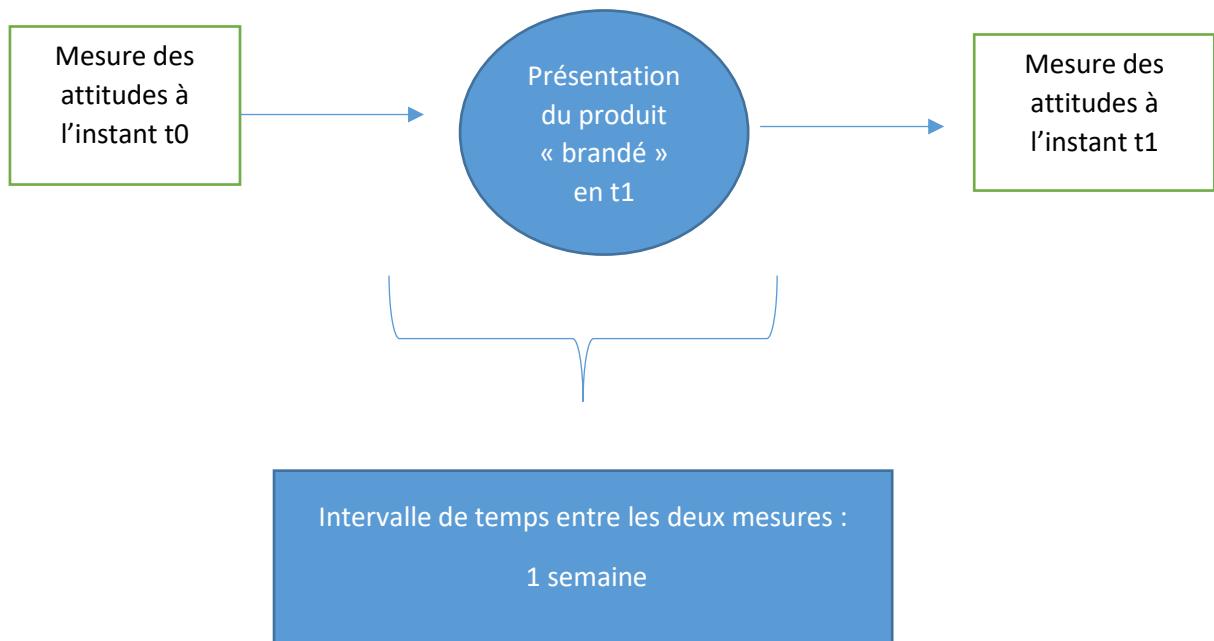 Mesure des
attitudes à
l’instant t0
Présentation
du produit
« brandé »
en t1
Mesure des
attitudes à
l’instant t1
Intervalle de temps entre les deux mesures :
1 semaine